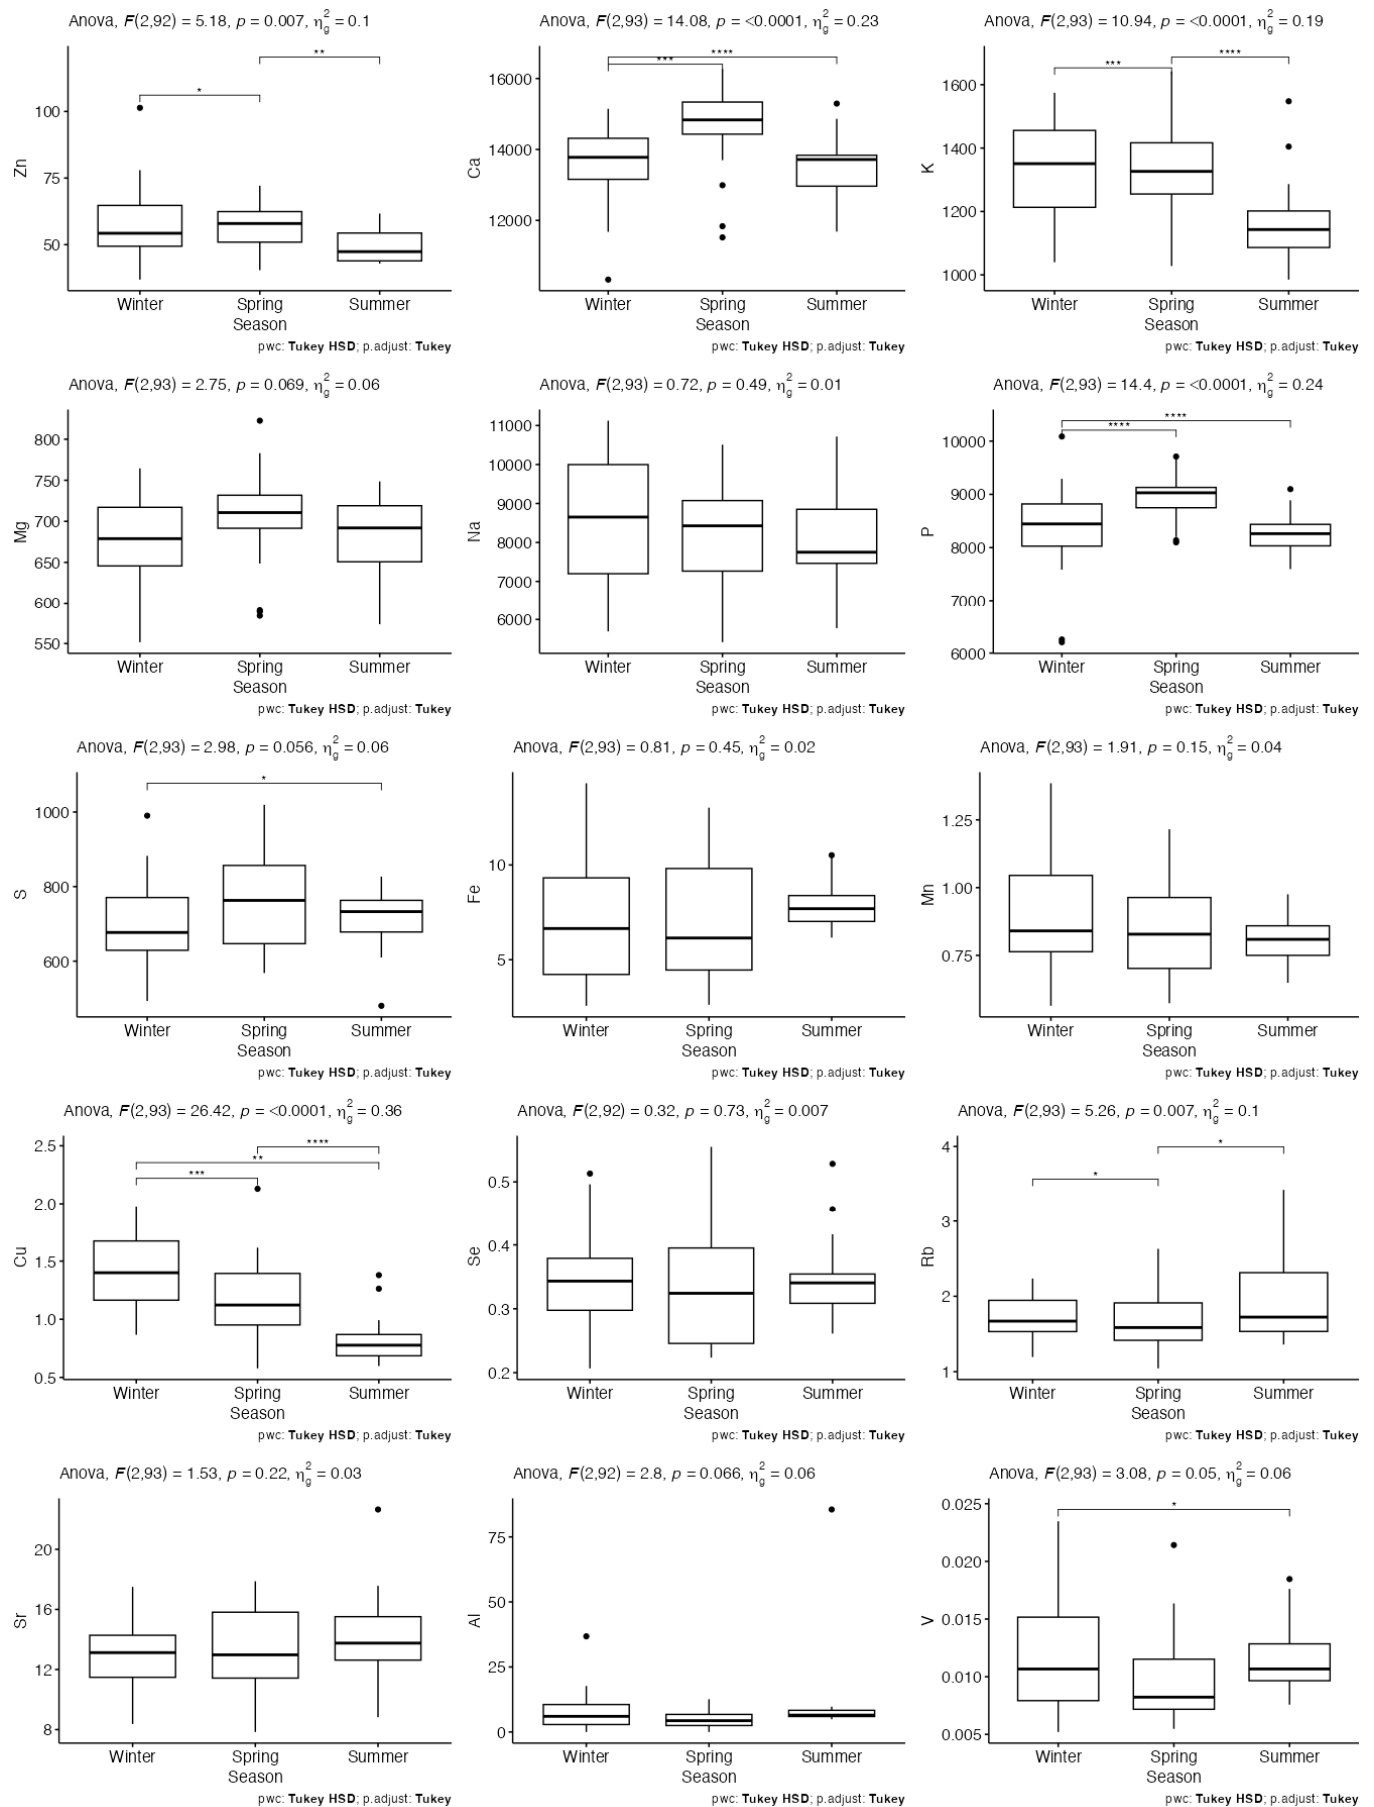 Anova, F(2,92) = 5.18, p = 0.007, η²g = 0.1
**
*
Zn
100
75
50
Winter Spring Summer
Season
pwc: Tukey HSD; p.adjust: Tukey
Anova, F(2,93) = 14.08, p = <0.0001, η²g = 0.23
****
***
Ca
16000
14000
12000
Winter Spring Summer
Season
pwc: Tukey HSD; p.adjust: Tukey
Anova, F(2,93) = 10.94, p = <0.0001, η²g = 0.19
****
***
K
1600
1400
1200
1000
Winter Spring Summer
Season
pwc: Tukey HSD; p.adjust: Tukey
Anova, F(2,93) = 2.75, p = 0.069, η²g = 0.06
Mg
800
750
700
650
600
550
Winter Spring Summer
Season
pwc: Tukey HSD; p.adjust: Tukey
Anova, F(2,93) = 0.72, p = 0.49, η²g = 0.01
Na
11000
10000
9000
8000
7000
6000
Winter Spring Summer
Season
pwc: Tukey HSD; p.adjust: Tukey
Anova, F(2,93) = 14.4, p = <0.0001, η²g = 0.24
****
****
P
10000
9000
8000
7000
6000
Winter Spring Summer
Season
pwc: Tukey HSD; p.adjust: Tukey
Anova, F(2,93) = 2.98, p = 0.056, η²g = 0.06
*
S
1000
800
600
Winter Spring Summer
Season
pwc: Tukey HSD; p.adjust: Tukey
Anova, F(2,93) = 0.81, p = 0.45, η²g = 0.02
Fe
10
5
Winter Spring Summer
Season
pwc: Tukey HSD; p.adjust: Tukey
Anova, F(2,93) = 1.91, p = 0.15, η²g = 0.04
Mn
1.25
1.00
0.75
Winter Spring Summer
Season
pwc: Tukey HSD; p.adjust: Tukey
Anova, F(2,93) = 26.42, p = <0.0001, η²g = 0.36
****
**
***
Cu
2.5
2.0
1.5
1.0
0.5
Winter Spring Summer
Season
pwc: Tukey HSD; p.adjust: Tukey
Anova, F(2,92) = 0.32, p = 0.73, η²g = 0.007
Se
0.5
0.4
0.3
0.2
Winter Spring Summer
Season
pwc: Tukey HSD; p.adjust: Tukey
Anova, F(2,93) = 5.26, p = 0.007, η²g = 0.1
*
*
Rb
4
3
2
1
Winter Spring Summer
Season
pwc: Tukey HSD; p.adjust: Tukey
Anova, F(2,93) = 1.53, p = 0.22, η²g = 0.03
Sr
20
16
12
8
Winter Spring Summer
Season
pwc: Tukey HSD; p.adjust: Tukey
Anova, F(2,92) = 2.8, p = 0.066, η²g = 0.06
Al
75
50
25
0
Winter Spring Summer
Season
pwc: Tukey HSD; p.adjust: Tukey
Anova, F(2,93) = 3.08, p = 0.05, η²g = 0.06
*
V
0.025
0.020
0.015
0.010
0.005
Winter Spring Summer
Season
pwc: Tukey HSD; p.adjust: Tukey